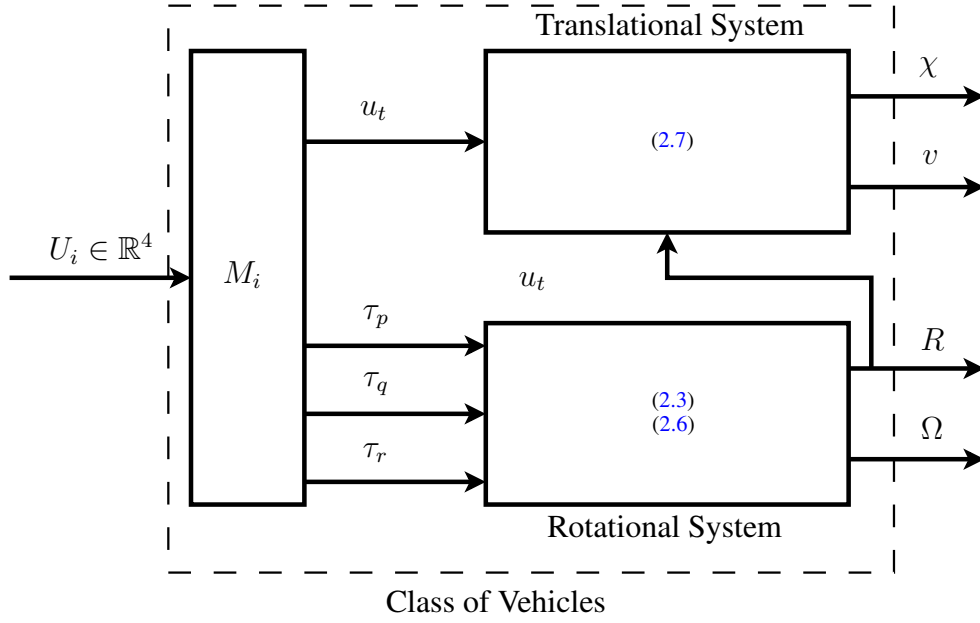 Translational System
χ
u_t
(2.7)
v
U_i ∈ ℝ^4
M_i
u_t
τ_p
R
τ_q
(2.3)
(2.6)
Ω
τ_r
Rotational System
Class of Vehicles